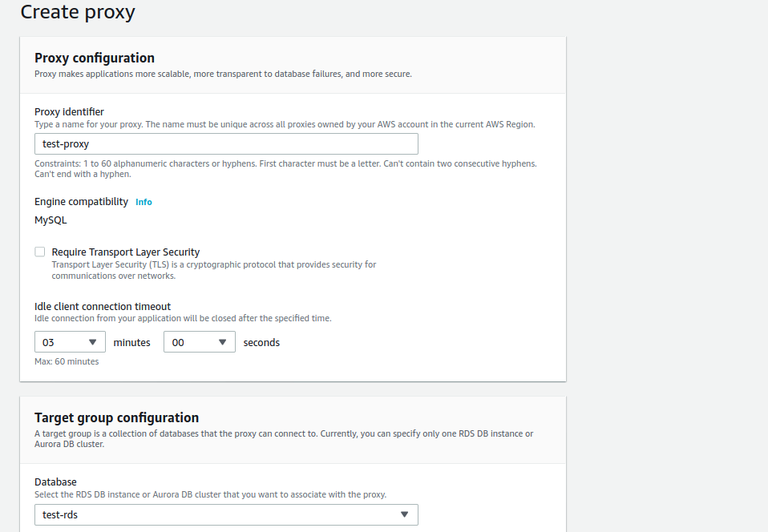 Create proxy
Proxy configuration
Proxy makes applications more scalable, more transparent to database failures, and more secure.
Proxy identifier
Type a name for your proxy. The name must be unique across all proxies owned by your AWS account in the current AWS Region.
test-proxy
Constraints: 1 to 60 alphanumeric characters or hyphens. First character must be a letter. Can't contain two consecutive hyphens.
Can't end with a hyphen.
Engine compatibility Info
MySQL
Require Transport Layer Security
Transport Layer Security (TLS) is a cryptographic protocol that provides security for
communications over networks.
Idle client connection timeout
Idle connection from your application will be closed after the specified time.
03 minutes 00 seconds
Max: 60 minutes
Target group configuration
A target group is a collection of databases that the proxy can connect to. Currently, you can specify only one RDS DB instance or
Aurora DB cluster.
Database
Select the RDS DB instance or Aurora DB cluster that you want to associate with the proxy.
test-rds